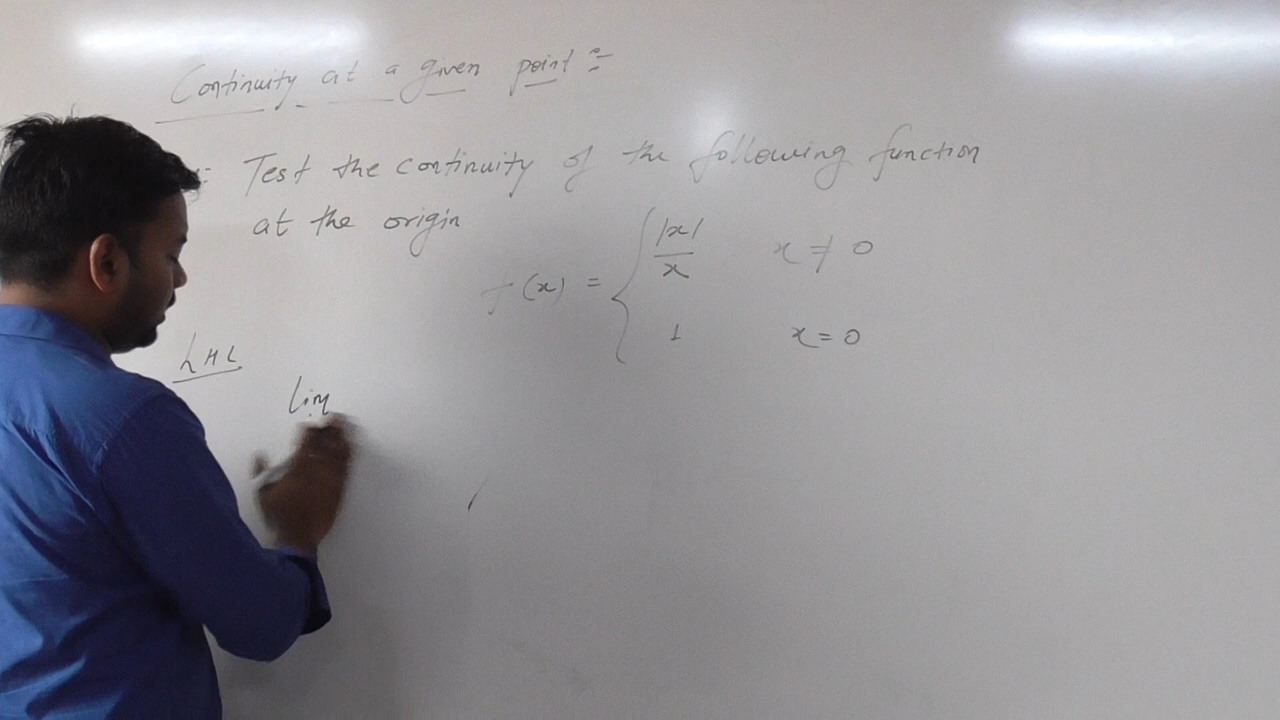 Continuity at a given point :-
: Test the continuity of the following function
at the origin
f(x) = { |x|/x x ≠ 0
1 x = 0
LHL
lim